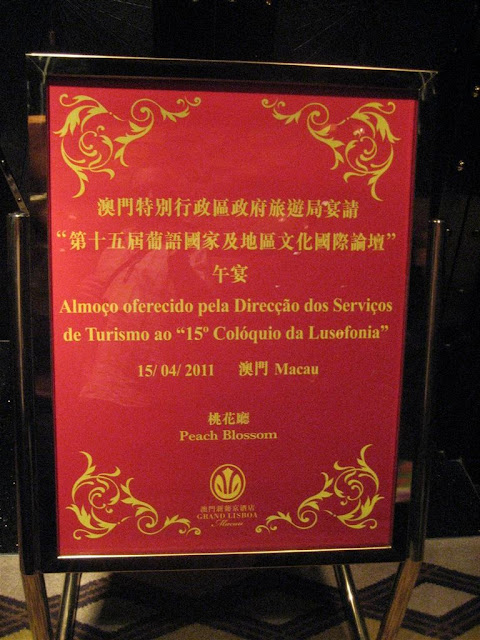 澳門特別行政區政府旅遊局宴請
“第十五屆葡語國家及地區文化國際論壇”
午宴
Almoço oferecido pela Direcção dos Serviços
de Turismo ao “15º Colóquio da Lusofonia”
15/ 04/ 2011 澳門 Macau
桃花廳
Peach Blossom
澳門新葡京酒店
GRAND LISBOA
Macau